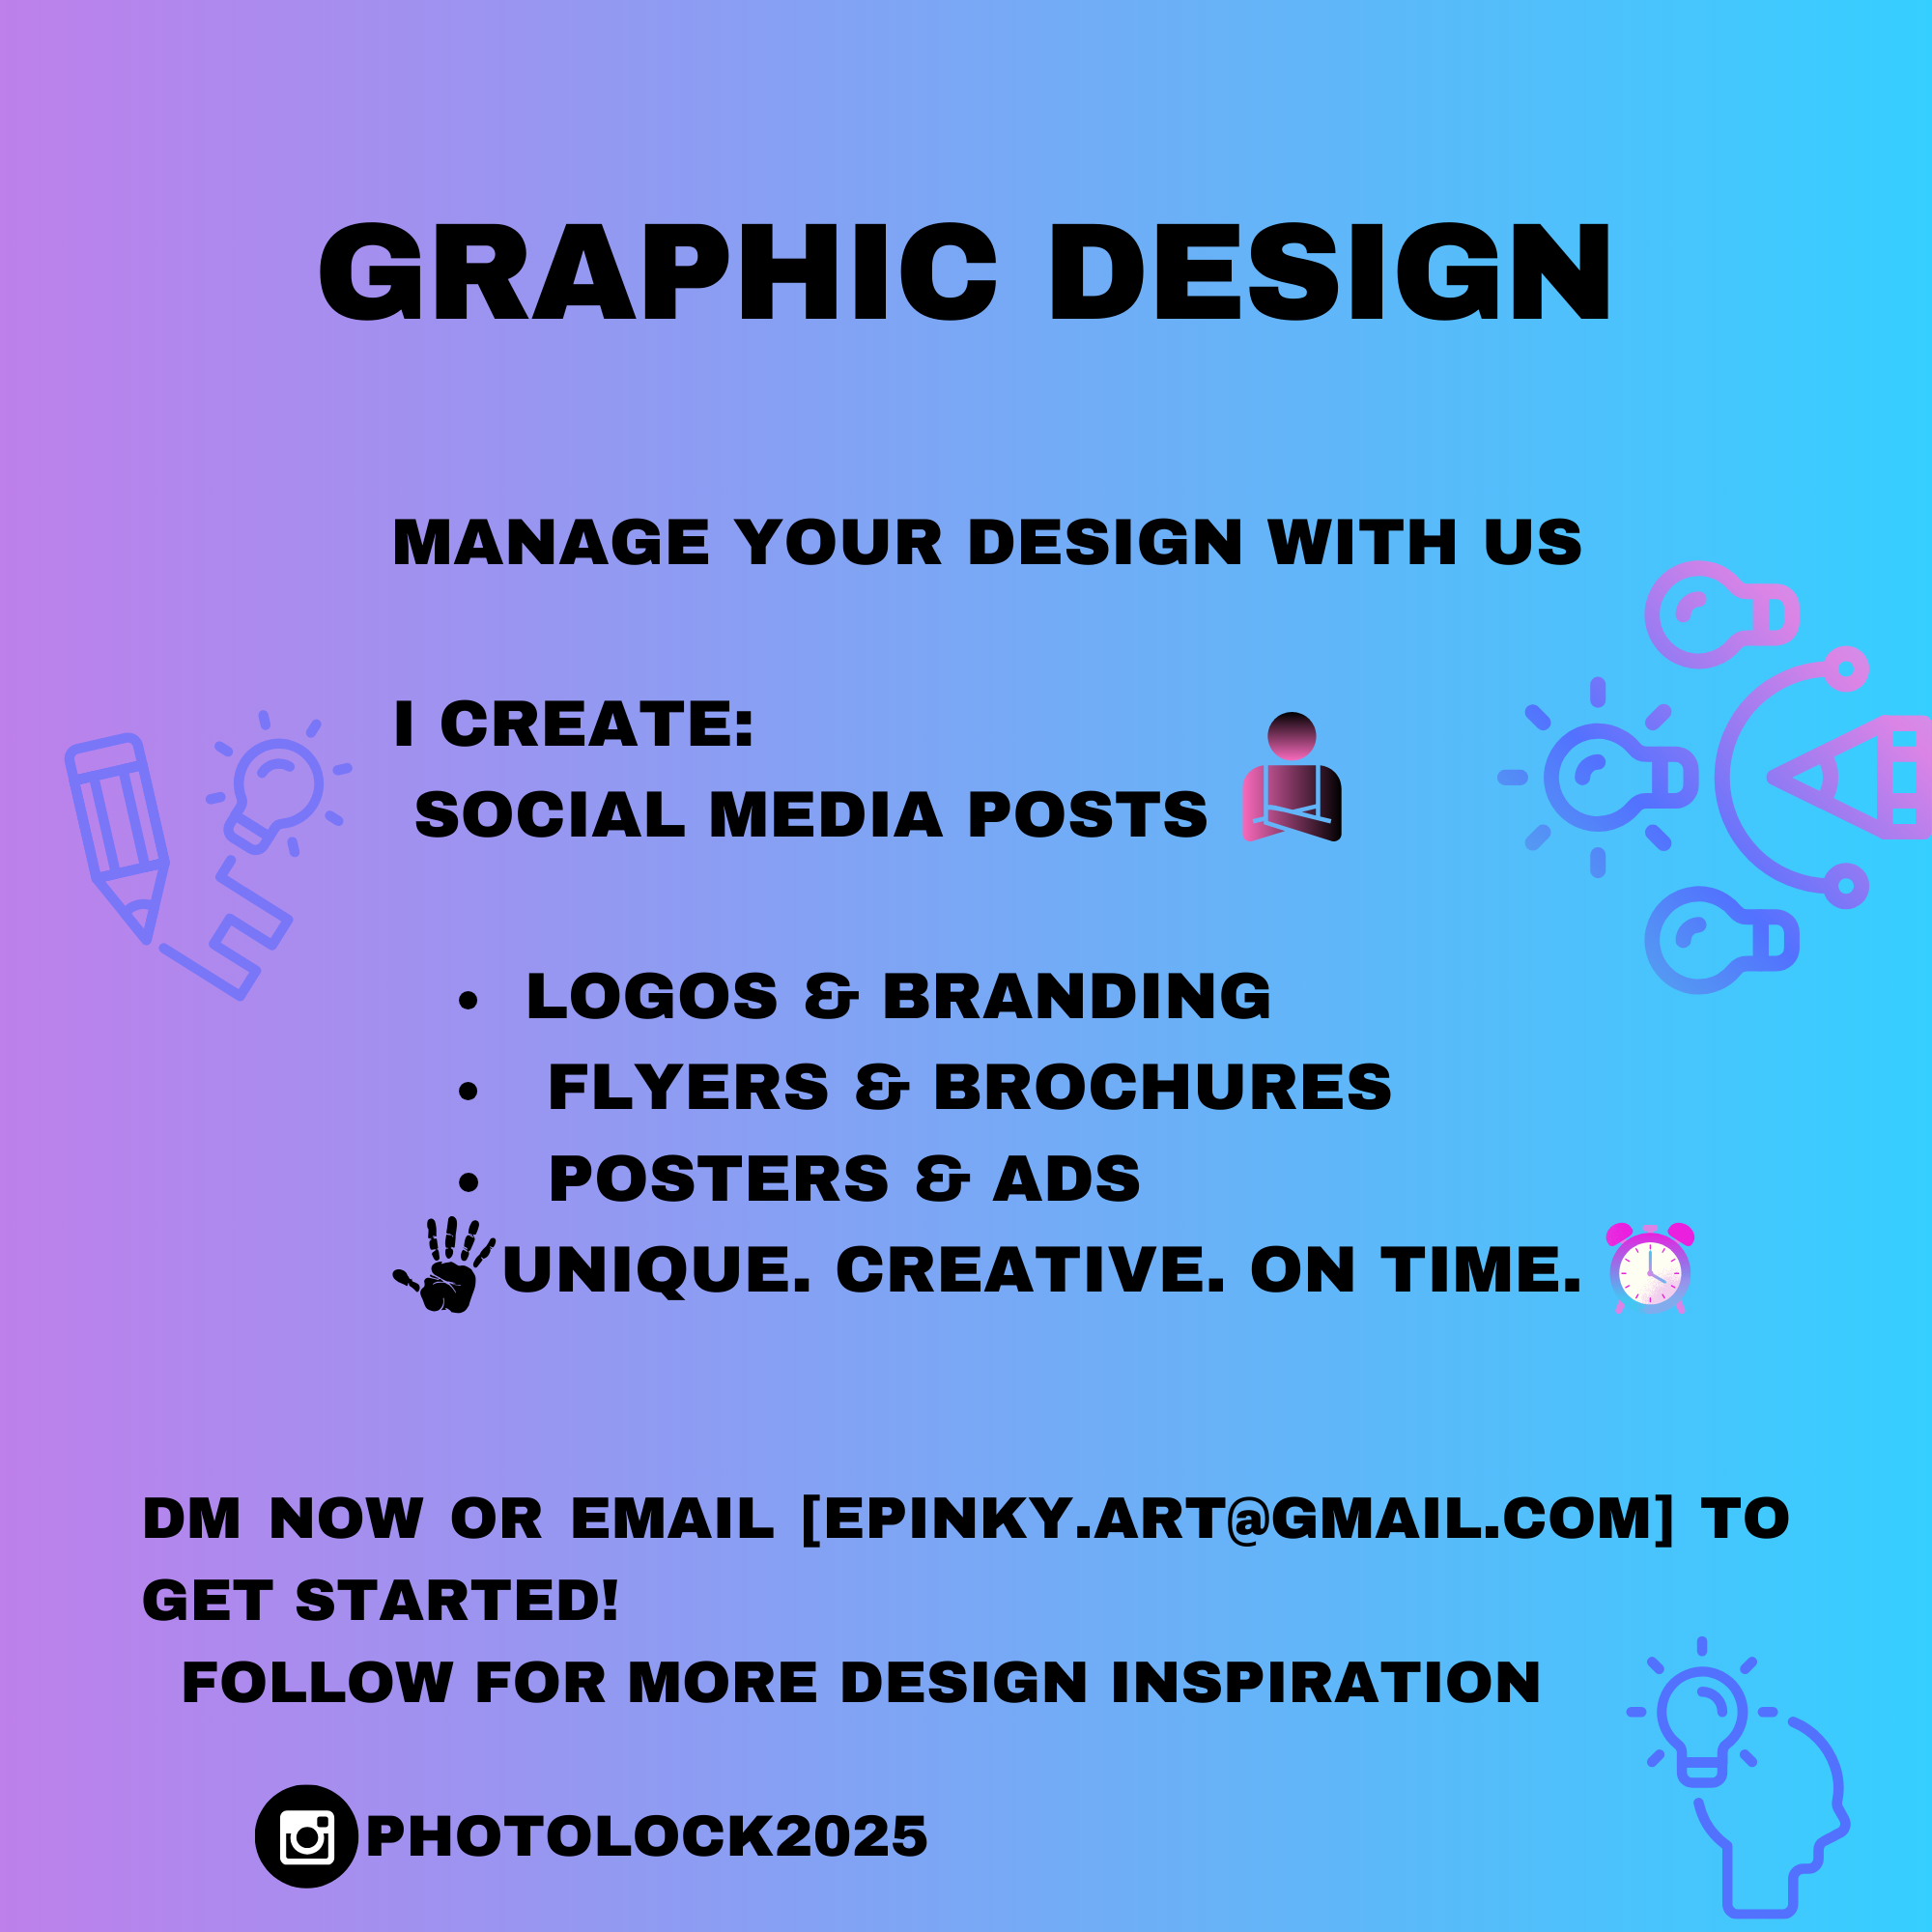 GRAPHIC DESIGN
MANAGE YOUR DESIGN WITH US
I CREATE:
SOCIAL MEDIA POSTS
• LOGOS & BRANDING
• FLYERS & BROCHURES
• POSTERS & ADS
UNIQUE. CREATIVE. ON TIME.
DM NOW OR EMAIL [EPINKY.ART@GMAIL.COM] TO
GET STARTED!
FOLLOW FOR MORE DESIGN INSPIRATION
PHOTOLOCK2025